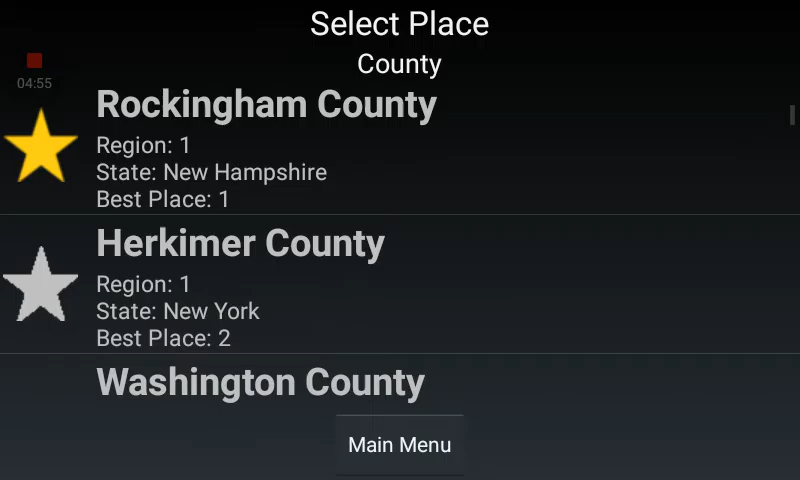 Select Place
County
04:55
Rockingham County
Region: 1
State: New Hampshire
Best Place: 1
Herkimer County
Region: 1
State: New York
Best Place: 2
Washington County
Main Menu